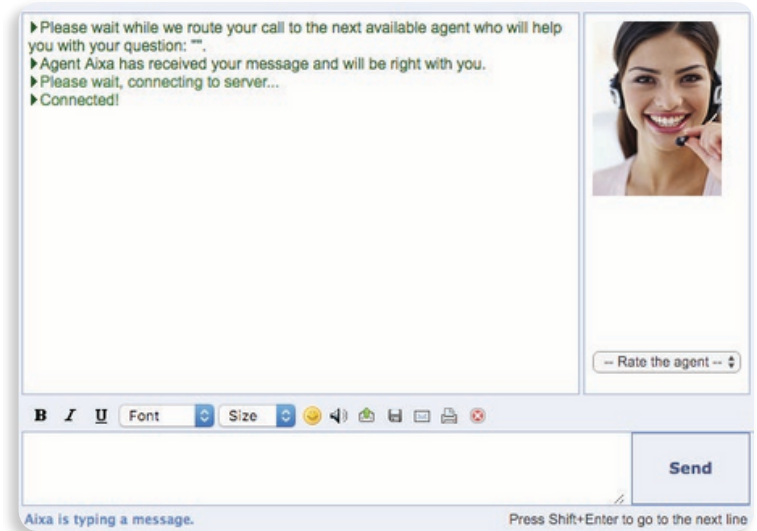 ▶Please wait while we route your call to the next available agent who will help
you with your question: "".
▶Agent Aixa has received your message and will be right with you.
▶Please wait, connecting to server...
▶Connected!
-- Rate the agent --
B I U Font Size
Send
Aixa is typing a message.
Press Shift+Enter to go to the next line